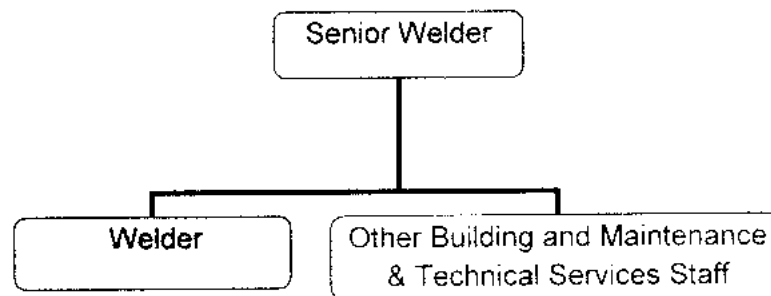 Senior Welder
Welder
Other Building and Maintenance
& Technical Services Staff